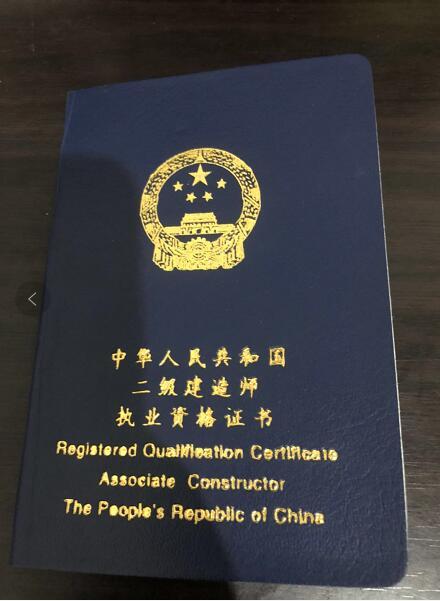 中华人民共和国
二级建造师
执业资格证书
Registered Qualification Certificate
Associate Constructor
The People's Republic of China